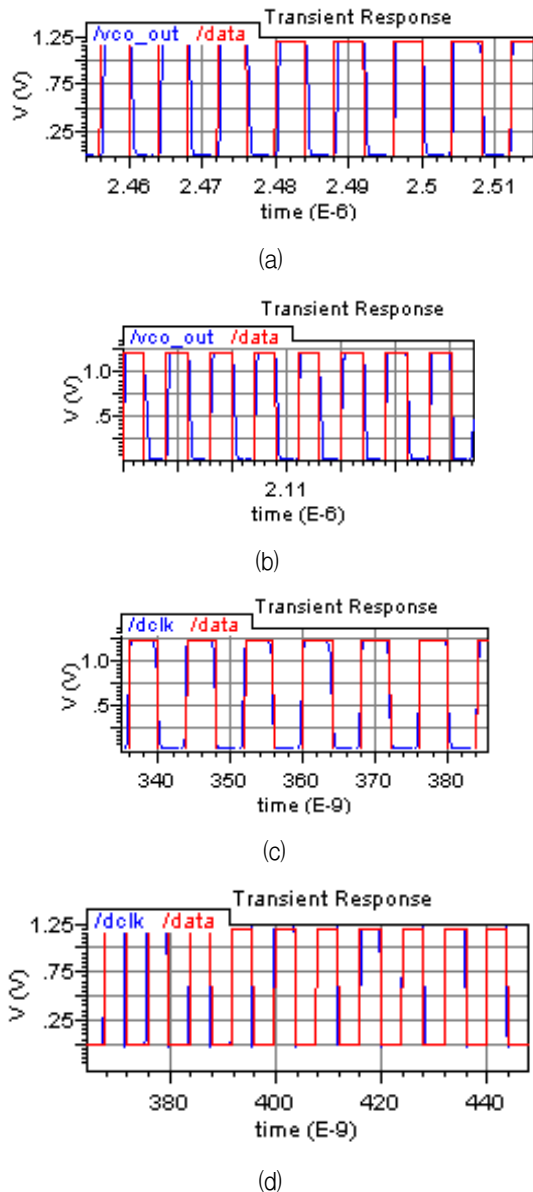 Transient Response
/vco_out /data
1.25
.75
.25
V (V)
2.46 2.47 2.48 2.49 2.5 2.51
time (E-6)
(a)
Transient Response
/vco_out /data
1.0
.5
V (V)
2.11
time (E-6)
(b)
Transient Response
/dclk /data
1.0
.5
V (V)
340 350 360 370 380
time (E-9)
(c)
Transient Response
/dclk /data
1.25
.75
.25
V (V)
380 400 420 440
time (E-9)
(d)